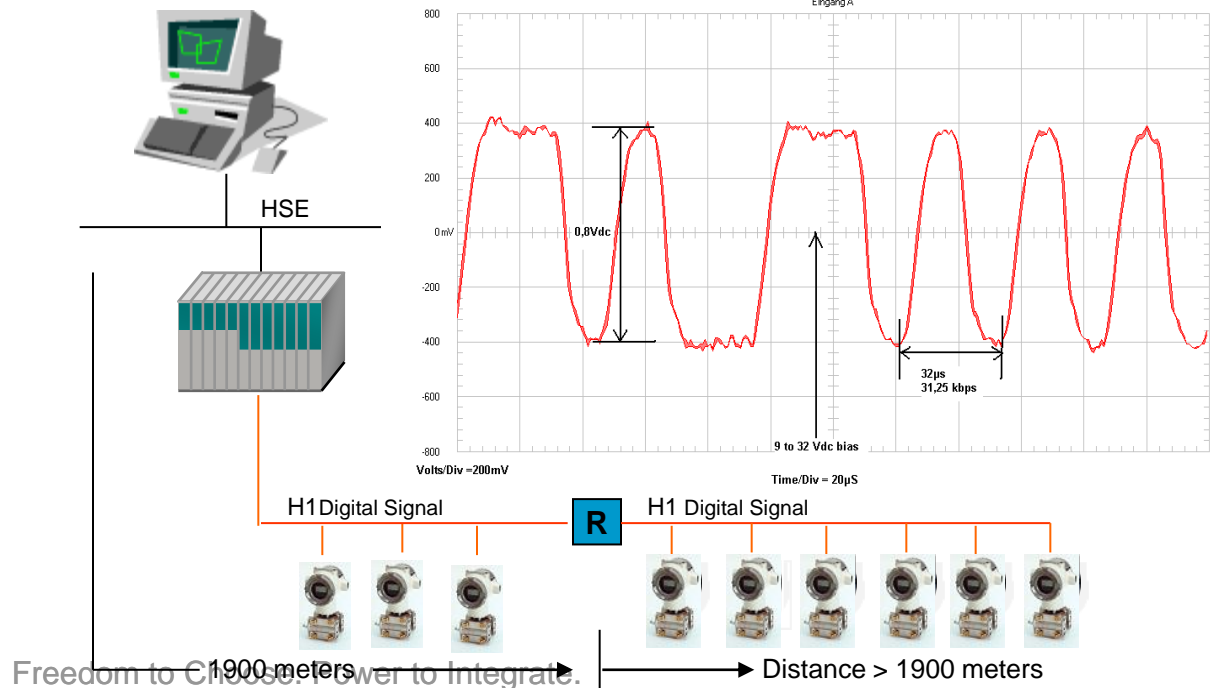 Eingang A
800
600
400
200
0 mV
-200
-400
-600
-800
0,8Vdc
32µs
31,25 kbps
9 to 32 Vdc bias
Volts/Div =200mV
Time/Div = 20µS
HSE
H1 Digital Signal
R
H1 Digital Signal
1900 meters
Distance > 1900 meters
Freedom to Choose. Power to Integrate.